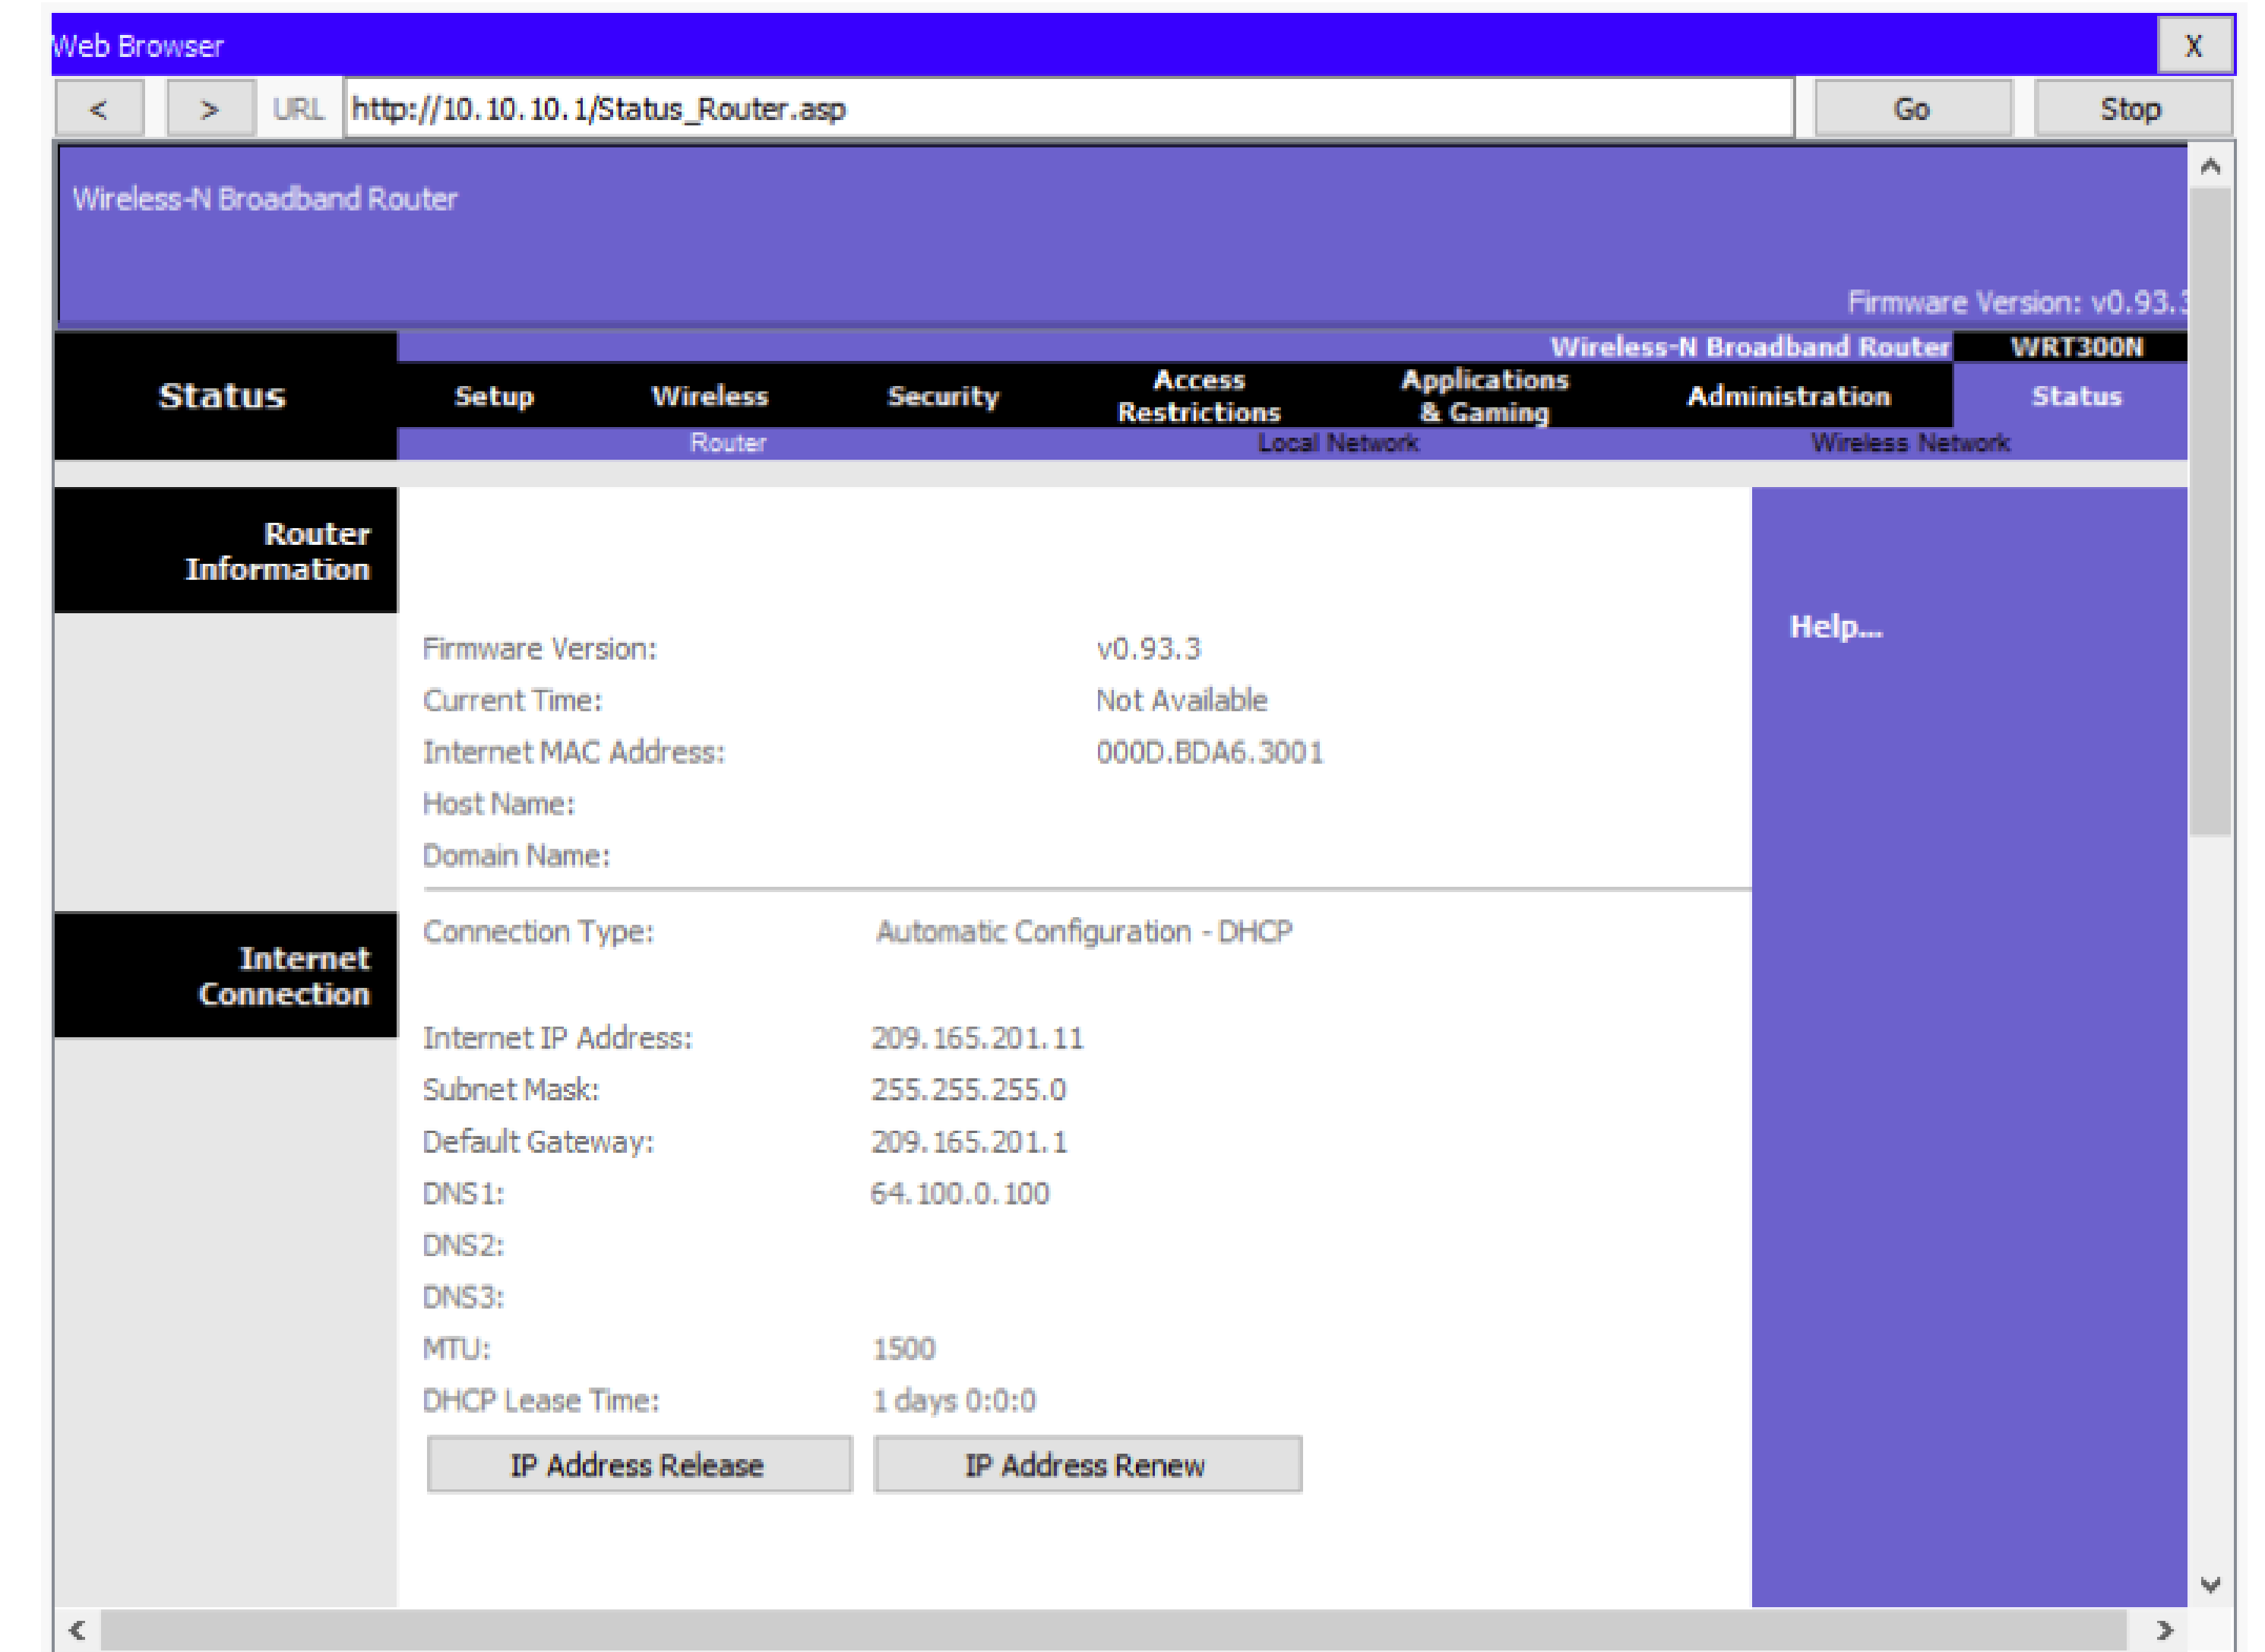 Web Browser X
< > URL http://10.10.10.1/Status_Router.asp Go Stop
Wireless-N Broadband Router
Firmware Version: v0.93.3
Wireless-N Broadband Router WRT300N
Status Setup Wireless Security Access Restrictions Applications & Gaming Administration Status
Router Local Network Wireless Network
Router
Information
Help...
Firmware Version: v0.93.3
Current Time: Not Available
Internet MAC Address: 000D.BDA6.3001
Host Name:
Domain Name:
Internet
Connection
Connection Type: Automatic Configuration - DHCP
Internet IP Address: 209.165.201.11
Subnet Mask: 255.255.255.0
Default Gateway: 209.165.201.1
DNS1: 64.100.0.100
DNS2:
DNS3:
MTU: 1500
DHCP Lease Time: 1 days 0:0:0
IP Address Release IP Address Renew